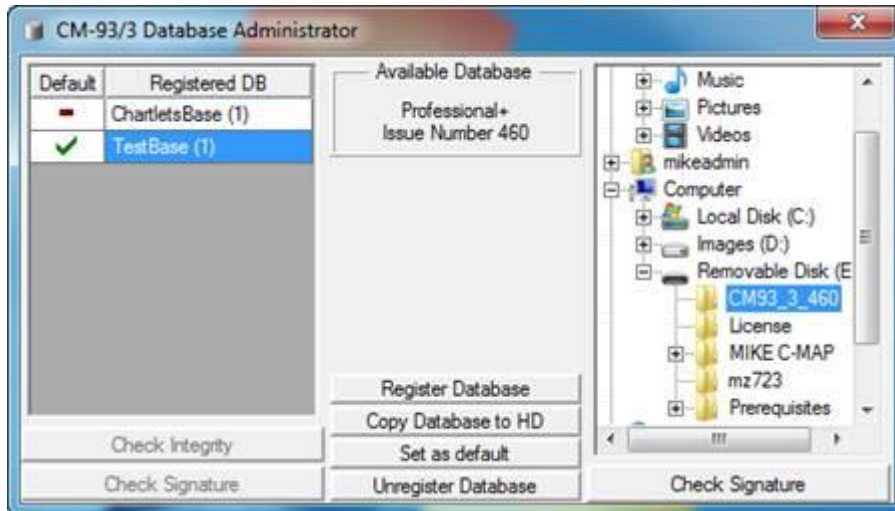 CM-93/3 Database Administrator
Default Registered DB
ChartletsBase (1)
TestBase (1)
Check Integrity
Check Signature
Available Database
Professional+
Issue Number 460
Register Database
Copy Database to HD
Set as default
Unregister Database
Music
Pictures
Videos
mikeadmin
Computer
Local Disk (C:)
Images (D:)
Removable Disk (E
CM93_3_460
License
MIKE C-MAP
mz723
Prerequisites
Check Signature